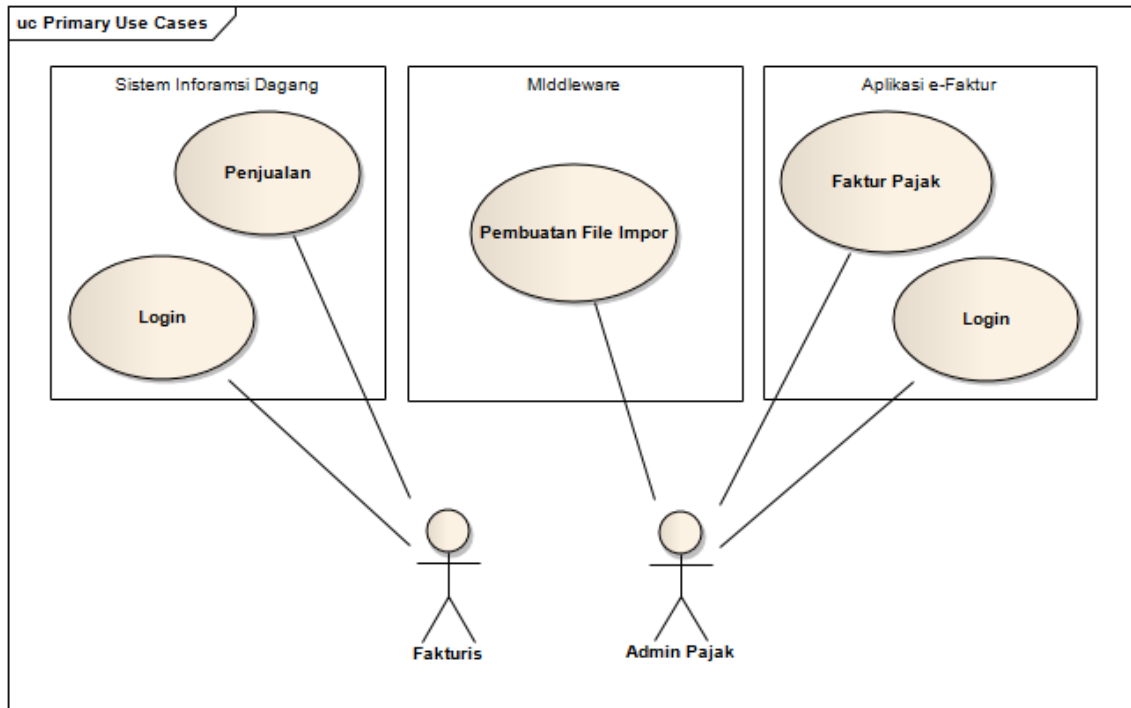 uc Primary Use Cases
Sistem Inforamsi Dagang
MIddleware
Aplikasi e-Faktur
Penjualan
Login
Pembuatan File Impor
Faktur Pajak
Login
Fakturis
Admin Pajak